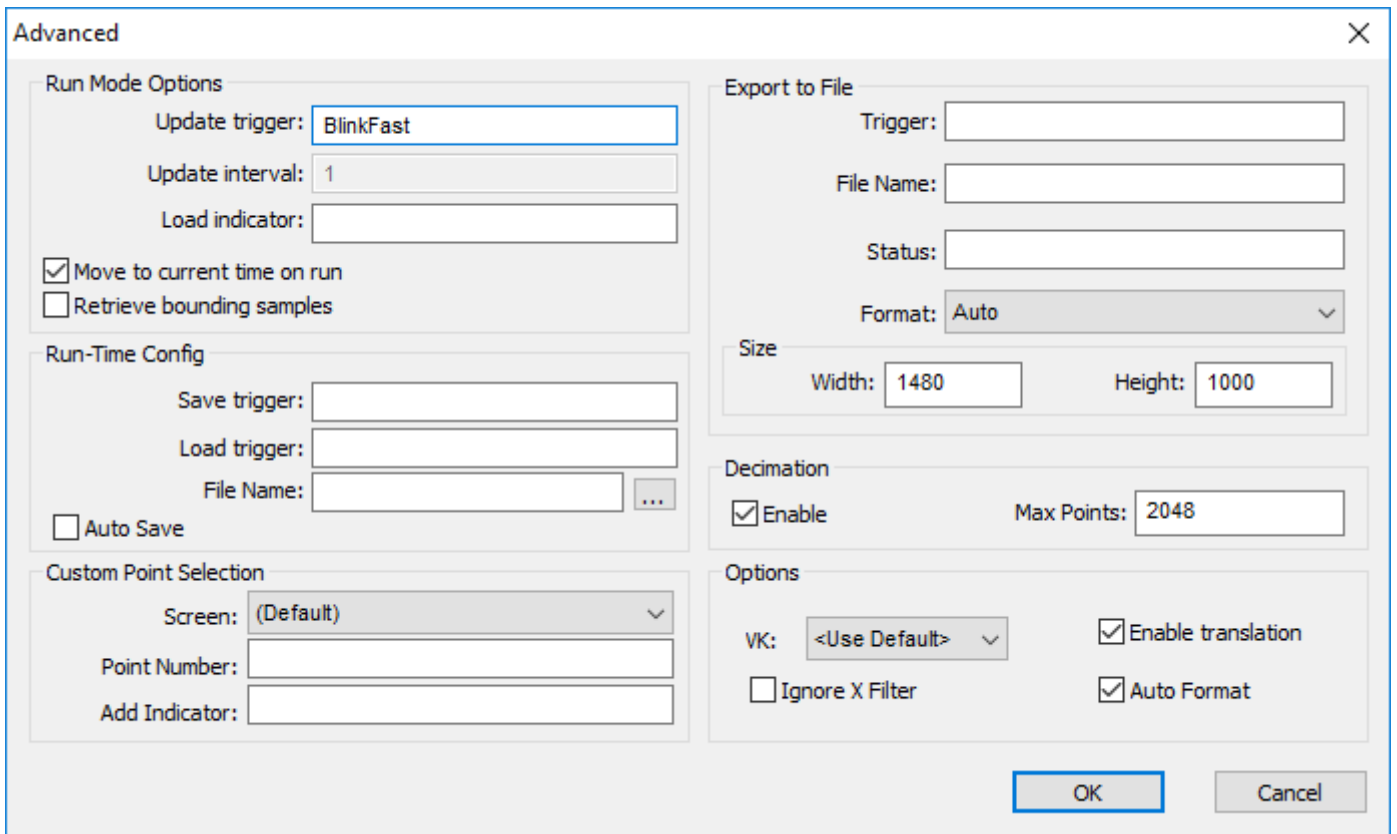 Advanced
Run Mode Options
Update trigger: BlinkFast
Update interval: 1
Load indicator:
Move to current time on run
Retrieve bounding samples
Run-Time Config
Save trigger:
Load trigger:
File Name:
...
Auto Save
Custom Point Selection
Screen: (Default)
Point Number:
Add Indicator:
Export to File
Trigger:
File Name:
Status:
Format: Auto
Size
Width: 1480 Height: 1000
Decimation
Enable Max Points: 2048
Options
VK: <Use Default> Enable translation
Ignore X Filter Auto Format
OK Cancel